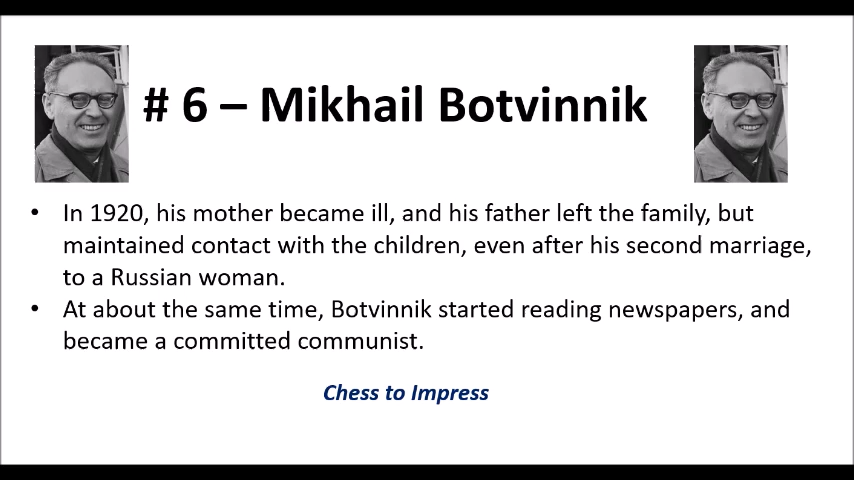 # 6 – Mikhail Botvinnik
• In 1920, his mother became ill, and his father left the family, but
maintained contact with the children, even after his second marriage,
to a Russian woman.
• At about the same time, Botvinnik started reading newspapers, and
became a committed communist.
Chess to Impress